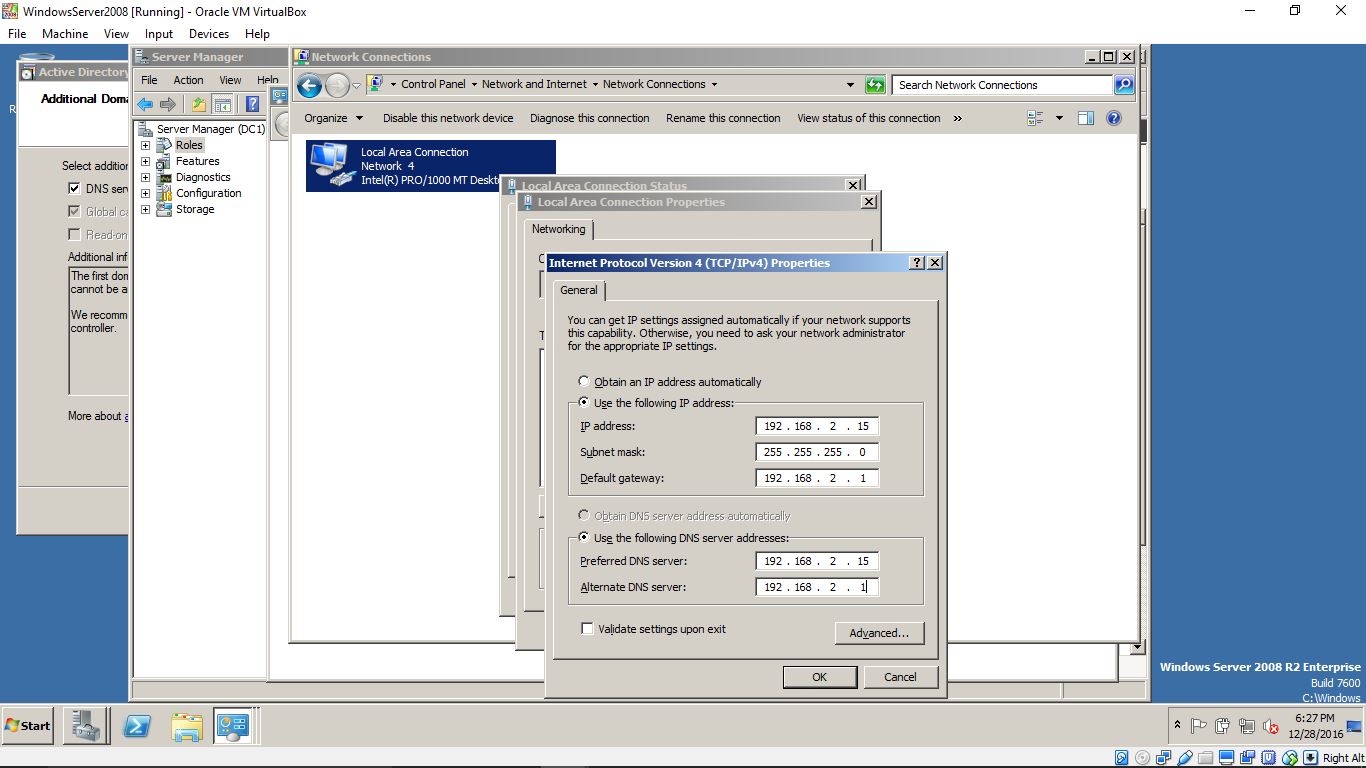 WindowsServer2008 [Running] - Oracle VM VirtualBox
File Machine View Input Devices Help
Active Directory
Additional Doma
Select additio
DNS serv
Global ca
Read-on
Additional inf
The first don
cannot be a
We recomm
controller.
More about a
Server Manager
File Action View Help
Server Manager (DC1)
Roles
Features
Diagnostics
Configuration
Storage
Network Connections
Control Panel Network and Internet Network Connections
Search Network Connections
Organize Disable this network device Diagnose this connection Rename this connection View status of this connection »
Local Area Connection
Network 4
Intel(R) PRO/1000 MT Deskto
Local Area Connection Status
Local Area Connection Properties
Networking
Internet Protocol Version 4 (TCP/IPv4) Properties
General
You can get IP settings assigned automatically if your network supports
this capability. Otherwise, you need to ask your network administrator
for the appropriate IP settings.
Obtain an IP address automatically
Use the following IP address:
IP address: 192 . 168 . 2 . 15
Subnet mask: 255 . 255 . 255 . 0
Default gateway: 192 . 168 . 2 . 1
Obtain DNS server address automatically
Use the following DNS server addresses:
Preferred DNS server: 192 . 168 . 2 . 15
Alternate DNS server: 192 . 168 . 2 . 1
Validate settings upon exit
Advanced...
OK Cancel
Windows Server 2008 R2 Enterprise
Build 7600
C:\Windows
Start
6:27 PM
12/28/2016
Right Alt